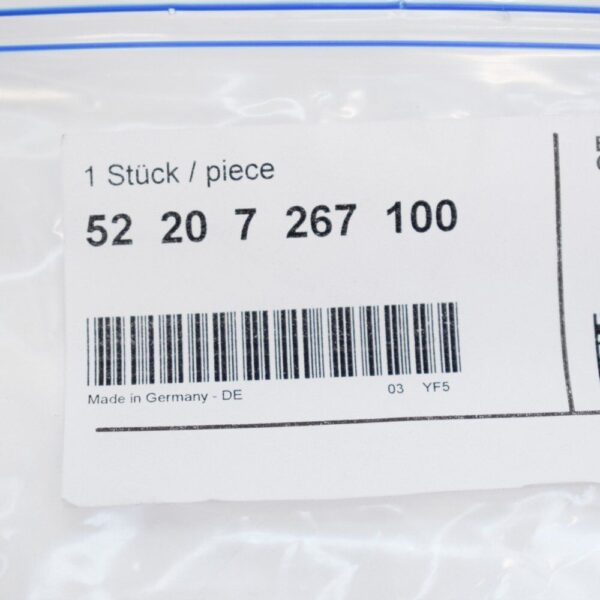 1 Stück / piece
52 20 7 267 100
Made in Germany - DE
03 YF5